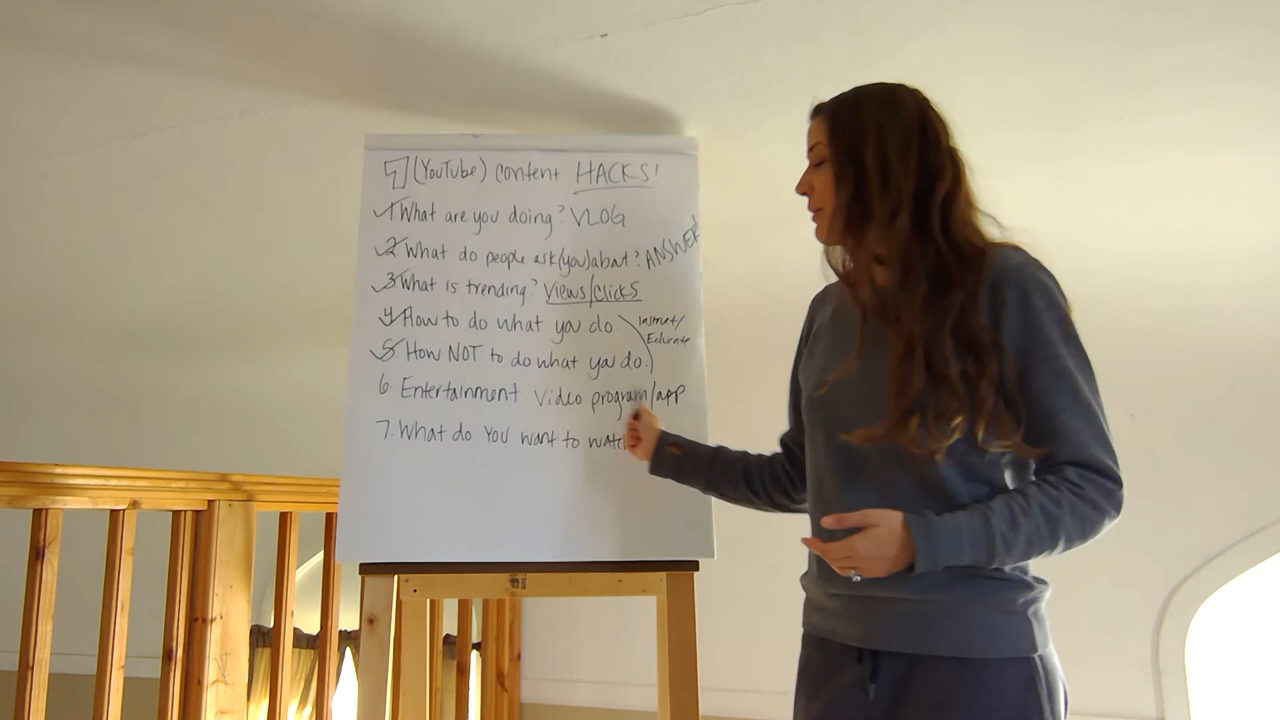 7 (YouTube) content HACKS!
✓1. What are you doing? VLOG
✓2. What do people ask (you) about? ANSWER
✓3. What is trending? Views/clicks
✓4. How to do what you do.
Instruct/
Educate
✓5. How NOT to do what you do.
6. Entertainment Video program/app
7. What do You want to